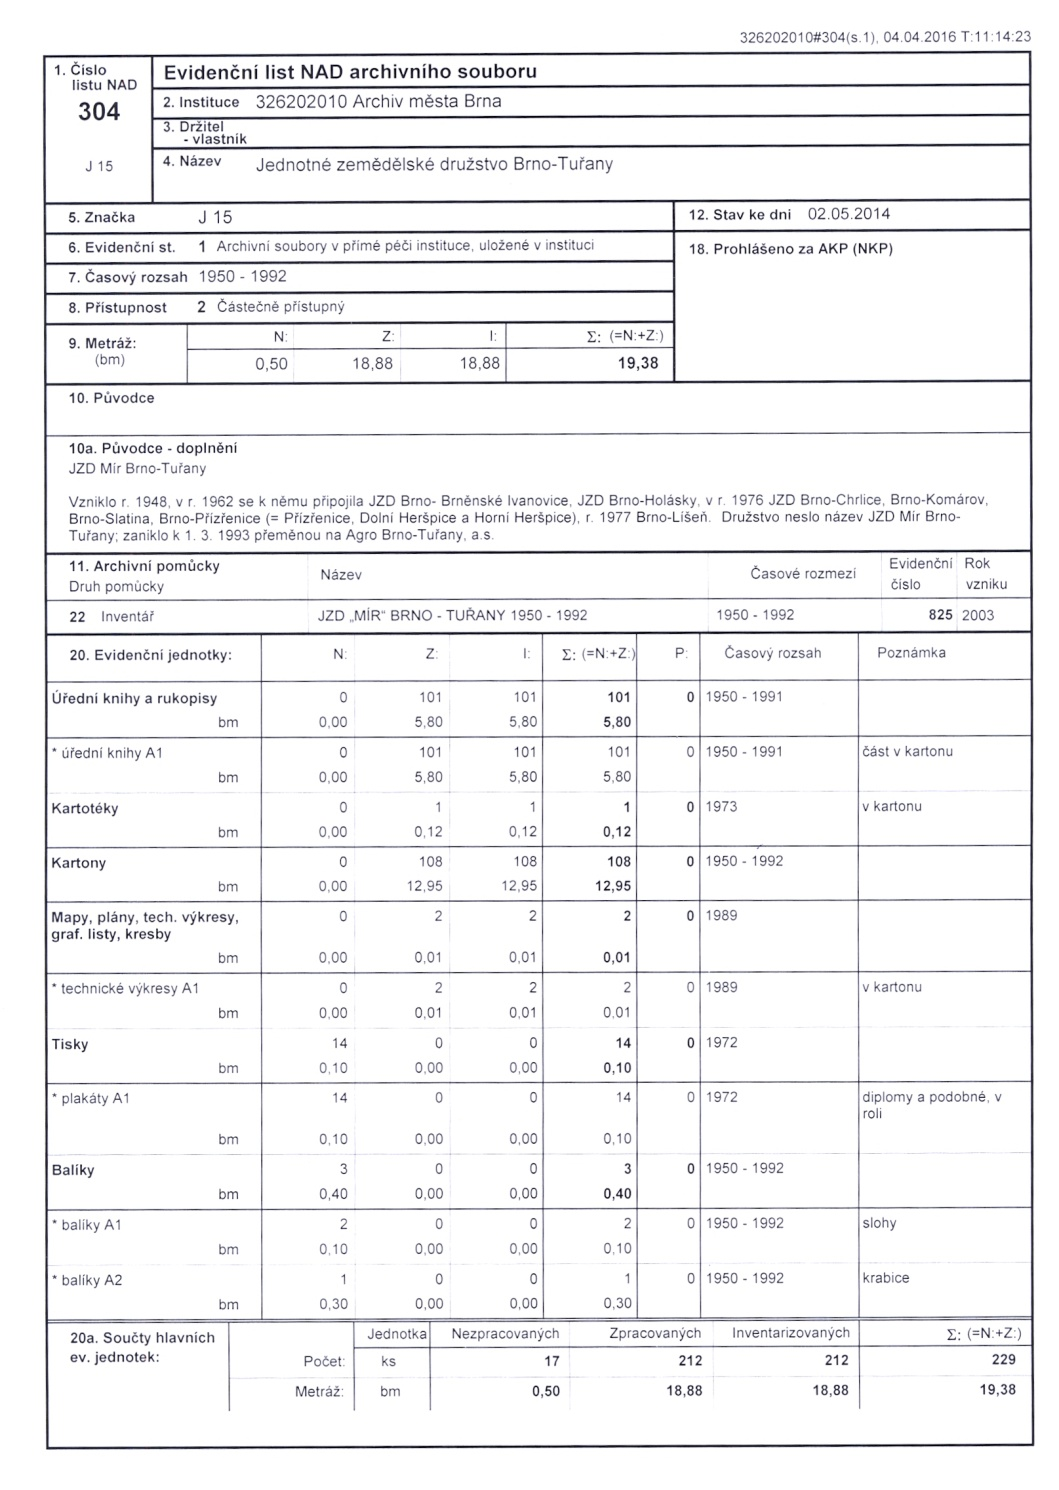 326202010#304(s.1), 04.04.2016 T:11:14:23
1. Číslo
listu NAD
304
J 15
Evidenční list NAD archivního souboru
2. Instituce 326202010 Archiv města Brna
3. Držitel
- vlastník
4. Název Jednotné zemědělské družstvo Brno-Tuřany
5. Značka J 15
12. Stav ke dni 02.05.2014
6. Evidenční st. 1 Archivní soubory v přímé péči instituce, uložené v instituci
18. Prohlášeno za AKP (NKP)
7. Časový rozsah 1950 - 1992
8. Přístupnost 2 Částečně přístupný
9. Metráž: N: Z: I: Σ: (=N:+Z:)
(bm) 0,50 18,88 18,88 19,38
10. Původce
10a. Původce - doplnění
JZD Mír Brno-Tuřany
Vzniklo r. 1948, v r. 1962 se k němu připojila JZD Brno- Brněnské Ivanovice, JZD Brno-Holásky, v r. 1976 JZD Brno-Chrlice, Brno-Komárov,
Brno-Slatina, Brno-Přízřenice (= Přízřenice, Dolní Heršpice a Horní Heršpice), r. 1977 Brno-Líšeň. Družstvo neslo název JZD Mír Brno-
Tuřany; zaniklo k 1. 3. 1993 přeměnou na Agro Brno-Tuřany, a.s.
11. Archivní pomůcky
Druh pomůcky Název Časové rozmezí Evidenční číslo Rok vzniku
22 Inventář JZD „MÍR“ BRNO - TUŘANY 1950 - 1992 1950 - 1992 825 2003
20. Evidenční jednotky: N: Z: I: Σ: (=N:+Z:) P: Časový rozsah Poznámka
Úřední knihy a rukopisy 0 101 101 101 0 1950 - 1991
bm 0,00 5,80 5,80 5,80
* úřední knihy A1 0 101 101 101 0 1950 - 1991 část v kartonu
bm 0,00 5,80 5,80 5,80
Kartotéky 0 1 1 1 0 1973 v kartonu
bm 0,00 0,12 0,12 0,12
Kartony 0 108 108 108 0 1950 - 1992
bm 0,00 12,95 12,95 12,95
Mapy, plány, tech. výkresy, 0 2 2 2 0 1989
graf. listy, kresby
bm 0,00 0,01 0,01 0,01
* technické výkresy A1 0 2 2 2 0 1989 v kartonu
bm 0,00 0,01 0,01 0,01
Tisky 14 0 0 14 0 1972
bm 0,10 0,00 0,00 0,10
* plakáty A1 14 0 0 14 0 1972 diplomy a podobné, v
roli
bm 0,10 0,00 0,00 0,10
Balíky 3 0 0 3 0 1950 - 1992
bm 0,40 0,00 0,00 0,40
* balíky A1 2 0 0 2 0 1950 - 1992 slohy
bm 0,10 0,00 0,00 0,10
* balíky A2 1 0 0 1 0 1950 - 1992 krabice
bm 0,30 0,00 0,00 0,30
20a. Součty hlavních Jednotka Nezpracovaných Zpracovaných Inventarizovaných Σ: (=N:+Z:)
ev. jednotek: Počet: ks 17 212 212 229
Metráž: bm 0,50 18,88 18,88 19,38